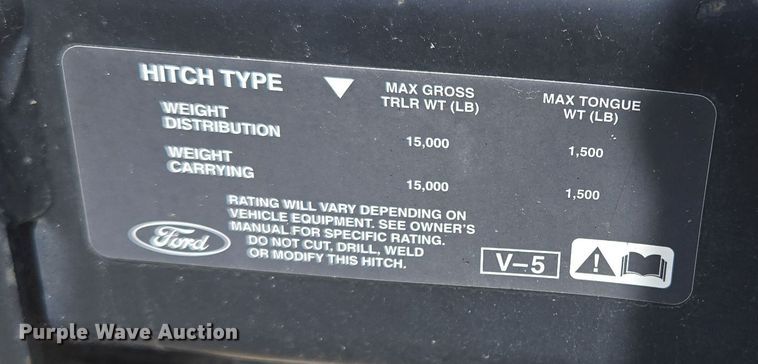 HITCH TYPE
MAX GROSS
TRLR WT (LB)
MAX TONGUE
WT (LB)
WEIGHT
DISTRIBUTION
15,000
1,500
WEIGHT
CARRYING
15,000
1,500
RATING WILL VARY DEPENDING ON
VEHICLE EQUIPMENT. SEE OWNER'S
MANUAL FOR SPECIFIC RATING.
DO NOT CUT, DRILL, WELD
OR MODIFY THIS HITCH.
Ford
V–5
Purple Wave Auction